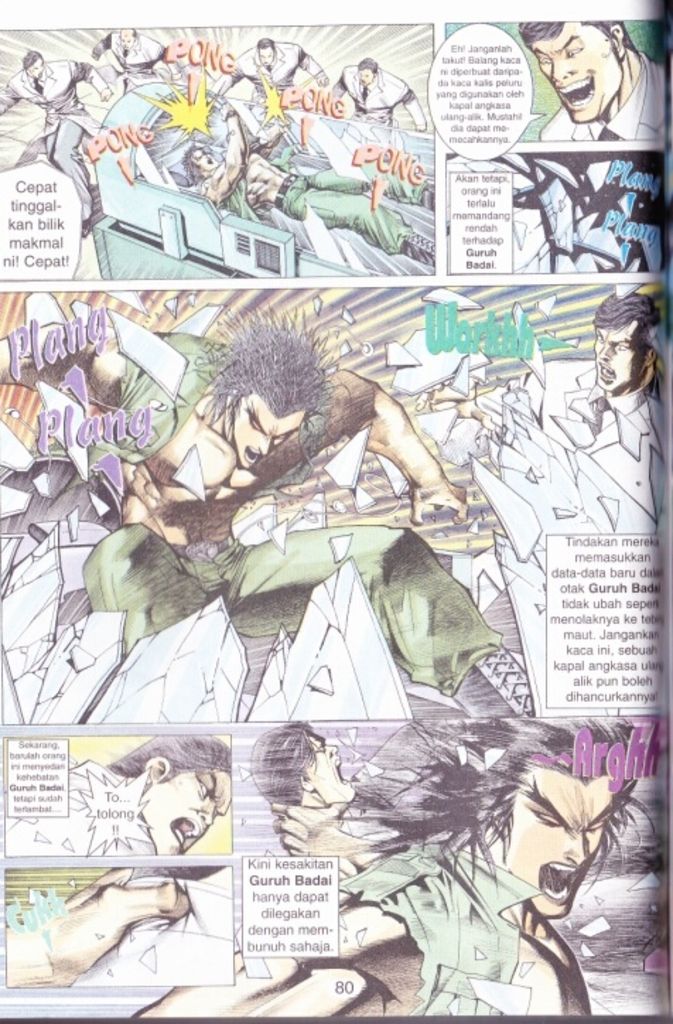 PONG
!
PONG
!
PONG
!
PONG
!
Cepat
tinggal-
kan bilik
makmal
ni! Cepat!
Eh! Janganlah
takut! Balang kaca
ni diperbuat daripa-
da kaca kalis peluru
yang digunakan oleh
kapal angkasa
ulang-alik. Mustahil
dia dapat me-
mecahkannya.
Akan tetapi,
orang ini
terlalu
memandang
rendah
terhadap
Guruh
Badai.
Plang
!
Plang
!
Plang
!
Plang
!
Workhh
Tindakan mereka
memasukkan
data-data baru
otak Guruh Badai
tidak ubah
menolaknya ke
maut. Jangankan
kaca ini, sebuah
kapal angkasa
alik pun boleh
dihancurkannya!
Sekarang,
barulah orang
ini menyedari
kehebatan
Guruh Badai,
tetapi sudah
terlambat...
To...
tolong
!!
Cukh
!
Kini kesakitan
Guruh Badai
hanya dapat
dilegakan
dengan mem-
bunuh sahaja.
Arghh
80